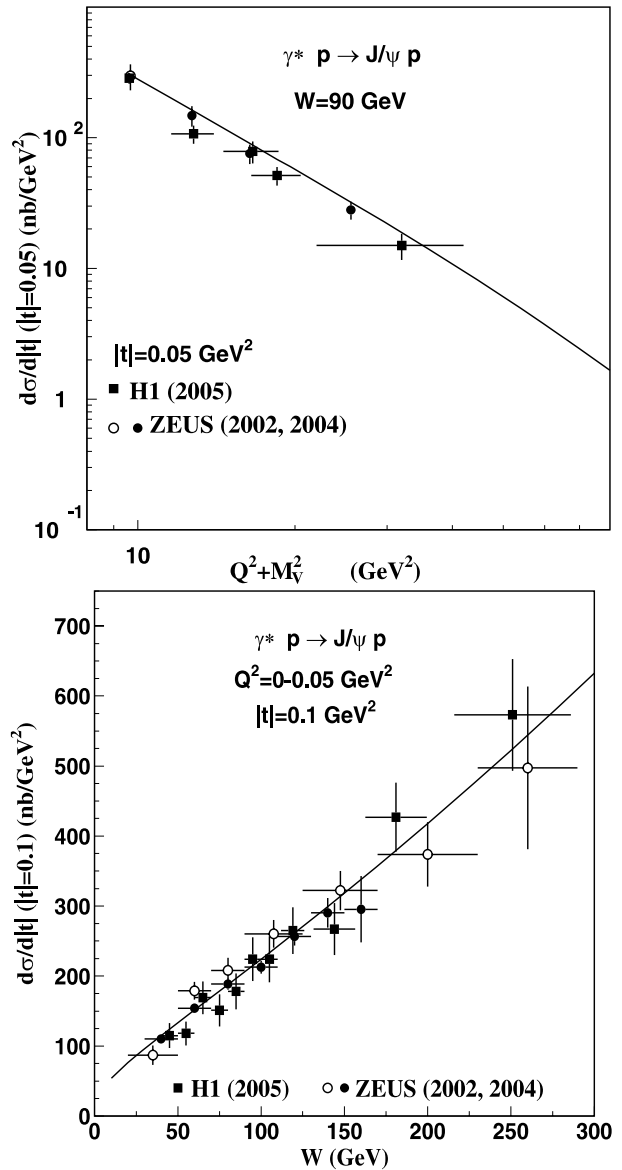 γ* p → J/ψ p
W=90 GeV
dσ/d|t| (|t|=0.05) (nb/GeV²)
10²
10
1
10⁻¹
|t|=0.05 GeV²
H1 (2005)
ZEUS (2002, 2004)
10
Q²+M_V² (GeV²)
γ* p → J/ψ p
Q²=0-0.05 GeV²
|t|=0.1 GeV²
dσ/d|t| (|t|=0.1) (nb/GeV²)
700
600
500
400
300
200
100
0
H1 (2005) ZEUS (2002, 2004)
0 50 100 150 200 250 300
W (GeV)